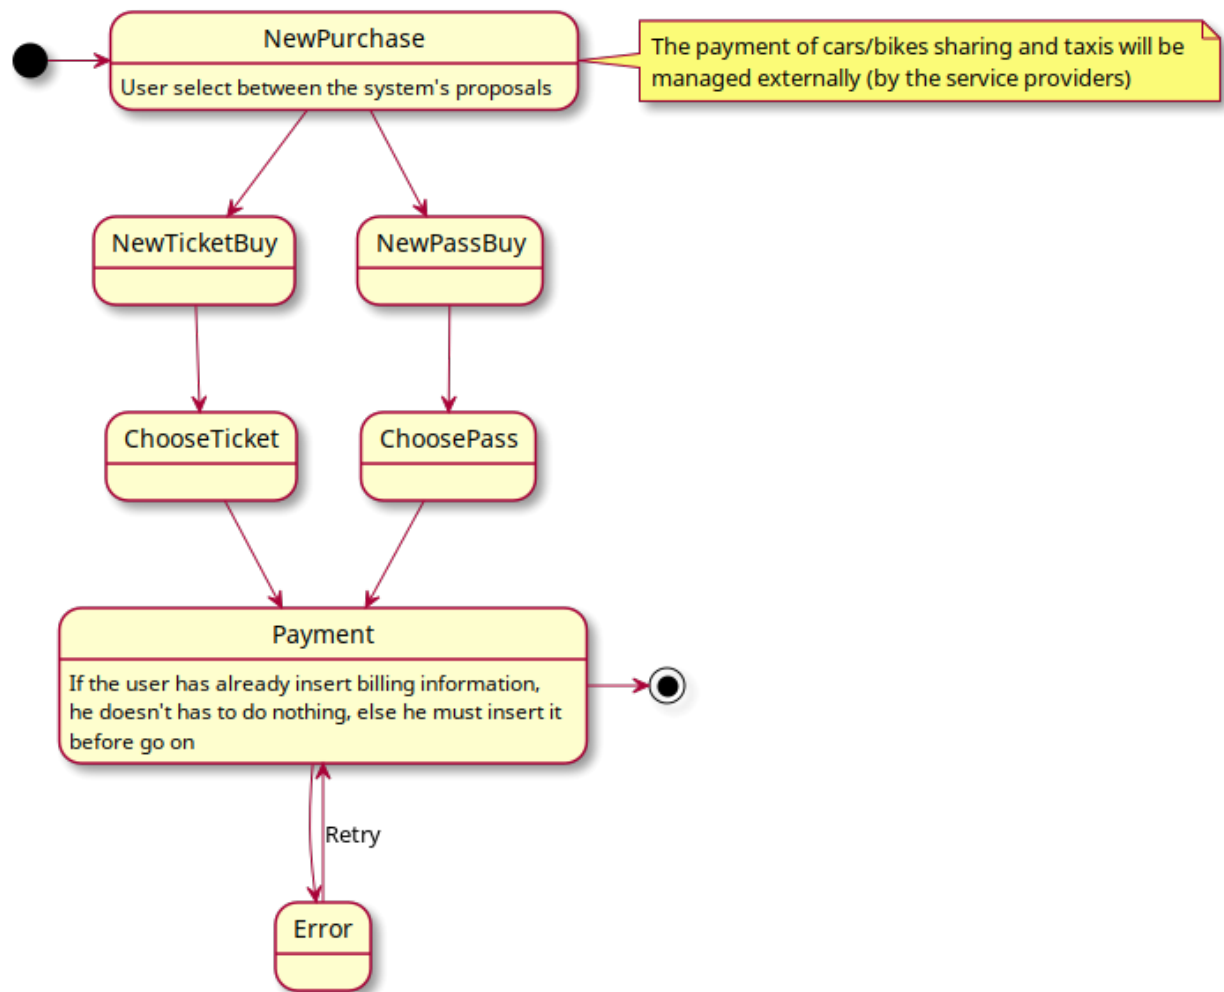 NewPurchase
User select between the system's proposals
The payment of cars/bikes sharing and taxis will be
managed externally (by the service providers)
NewTicketBuy
NewPassBuy
ChooseTicket
ChoosePass
Payment
If the user has already insert billing information,
he doesn't has to do nothing, else he must insert it
before go on
Retry
Error